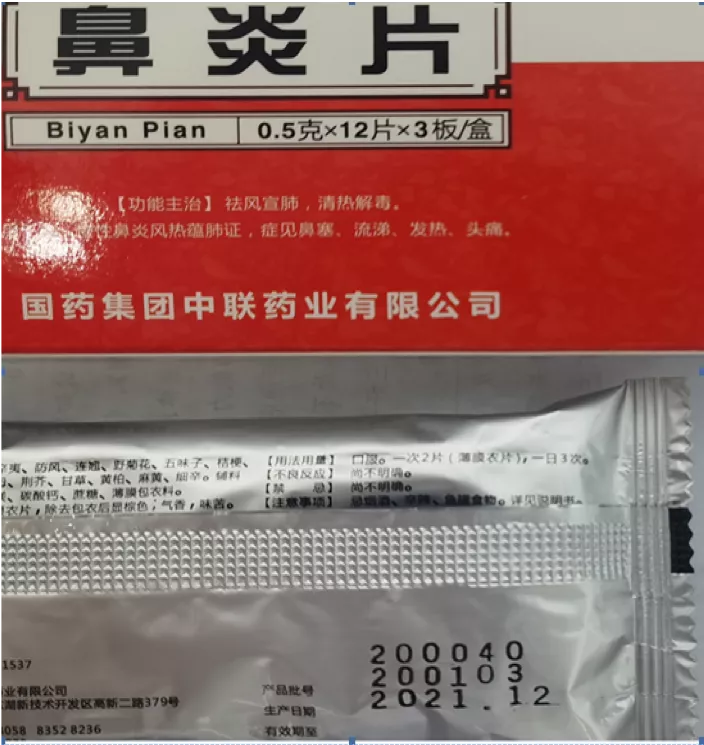 鼻炎片
Biyan Pian 0.5克×12片×3板/盒
【功能主治】祛风宣肺，清热解毒。
性鼻炎风热蕴肺证，症见鼻塞、流涕、发热、头痛。
国药集团中联药业有限公司
夷、防风、连翘、野菊花、五味子、桔梗、
、荆芥、甘草、黄柏、麻黄、细辛。辅料
、碳酸钙、蔗糖、薄膜包衣料。
衣片，除去包衣后显棕色；气香，味苦。
【用法用量】 口服。一次2片（薄膜衣片），一日3次。
【不良反应】 尚不明确。
【禁 忌】 尚不明确。
【注意事项】 忌烟酒、辛辣、鱼腥食物。详见说明书。
1537
业有限公司
湖新技术开发区高新二路379号
8058 8352 8236
产品批号 200040
生产日期 200103
有效期至 2021.12